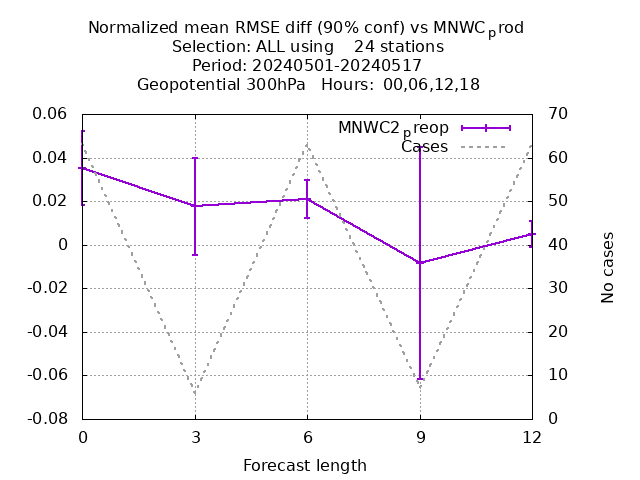 Normalized mean RMSE diff (90% conf) vs MNWC_prod
Selection: ALL using 24 stations
Period: 20240501-20240517
Geopotential 300hPa Hours: 00,06,12,18
MNWC2_preop
Cases
0.06
0.04
0.02
0
-0.02
-0.04
-0.06
-0.08
70
60
50
40
30
20
10
0
No cases
0 3 6 9 12
Forecast length